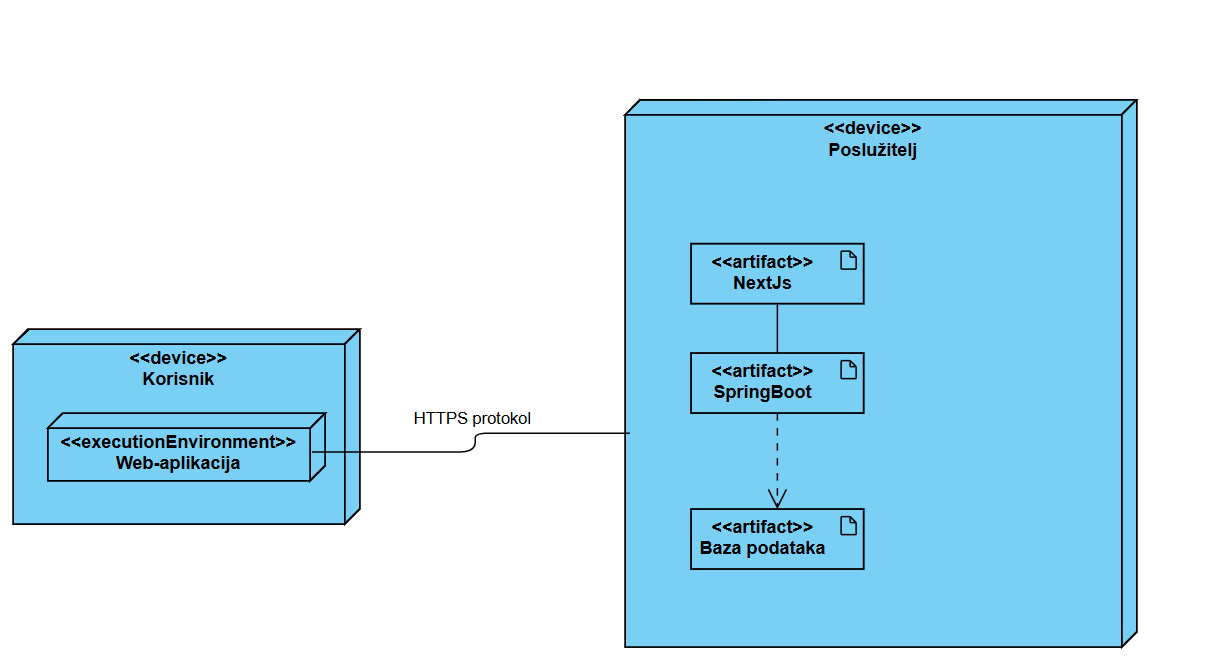 <<device>>
Poslužitelj
<<artifact>>
NextJs
<<device>>
Korisnik
<<artifact>>
SpringBoot
HTTPS protokol
<<executionEnvironment>>
Web-aplikacija
<<artifact>>
Baza podataka